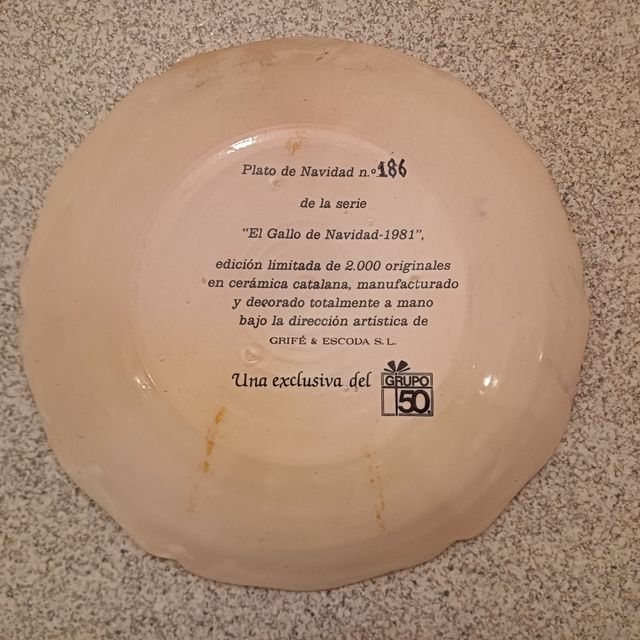 Plato de Navidad n.º 186
de la serie
"El Gallo de Navidad-1981",
edición limitada de 2.000 originales
en cerámica catalana, manufacturado
y decorado totalmente a mano
bajo la dirección artística de
GRIFÉ & ESCODA S.L.
Una exclusiva del GRUPO 50